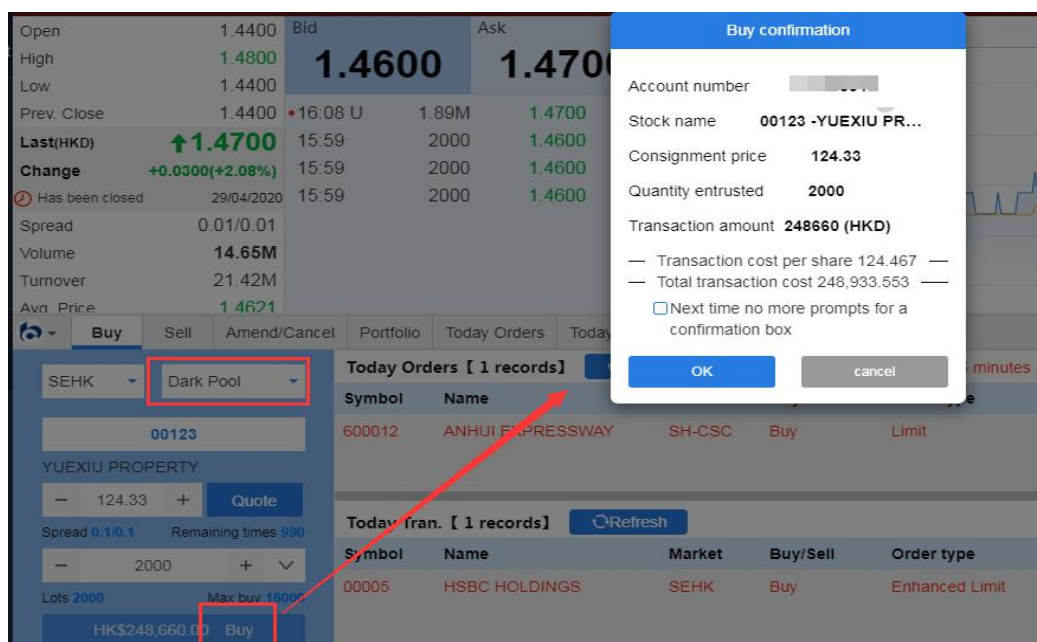 Open 1.4400
High 1.4800
Low 1.4400
Prev. Close 1.4400
Last(HKD) 1.4700
Change +0.0300(+2.08%)
Has been closed 29/04/2020
Spread 0.01/0.01
Volume 14.65M
Turnover 21.42M
Avg. Price 1.4621
Bid Ask
1.4600 1.4700
16:08 U 1.89M 1.4700
15:59 2000 1.4600
15:59 2000 1.4600
15:59 2000 1.4600
Buy confirmation
Account number
Stock name 00123 -YUEXIU PR...
Consignment price 124.33
Quantity entrusted 2000
Transaction amount 248660 (HKD)
Transaction cost per share 124.467
Total transaction cost 248,933.553
Next time no more prompts for a
confirmation box
OK cancel
Buy Sell Amend/Cancel Portfolio Today Orders Today
SEHK Dark Pool
00123
YUEXIU PROPERTY
− 124.33 + Quote
Spread 0.1/0.1 Remaining times 990
− 2000 +
Lots 2000 Max buy 16000
HK$248,660.00 Buy
Today Orders【 1 records】 minutes
Symbol Name
600012 ANHUI EXPRESSWAY SH-CSC Buy Limit
Today Tran.【 1 records】 Refresh
Symbol Name Market Buy/Sell Order type
00005 HSBC HOLDINGS SEHK Buy Enhanced Limit